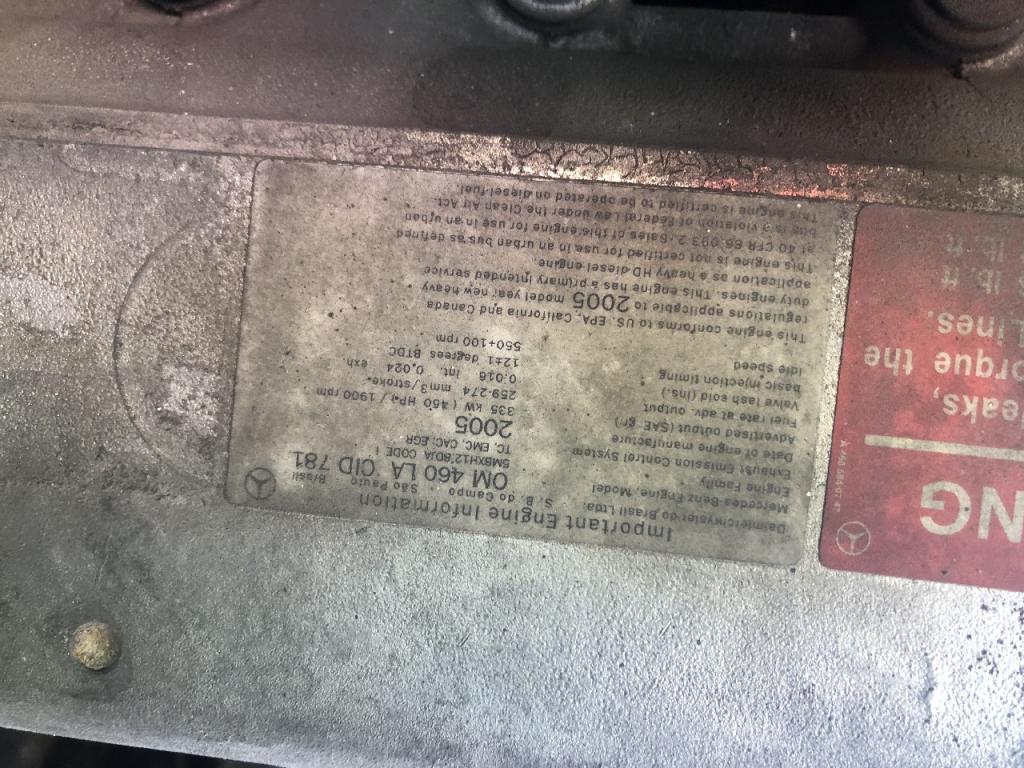 Important Engine Information
Daimlerchrysler do Brasil Ltda. S. B. do Campo - São Paulo Brasil
Mercedes Benz Engine, Model OM 460 LA CID 781
Engine Family 5MBXH12.8DJA CODE
Exhaust Emission Control System TC, EMC, CAC, EGR
Date of engine manufacture 2005
Advertised output (SAE gr) 335 kW ( 450 HPa / 1900 rpm
Fuel rate at adv. output 259-274 mm3/stroke
Valve lash cold (ins.) 0.016 int. 0.024 exh.
basic injection timing 12±1 degrees BTDC
Idle speed 550+100 rpm
This engine conforms to US. EPA, California and Canada
regulations applicable to 2005 model year new heavy
duty engines. This engine has a primary intended service
application as a heavy HD diesel engine.
This engine is not certified for use in an urban bus as defined
at 40 CFR 86.093.2. Sales of this engine for use in an urban
bus is a violation of Federal Law under the Clean Air Act.
This engine is certified to be operated on diesel fuel.
NG
leaks,
orque the
Lines.
lb.ft
lb.ft